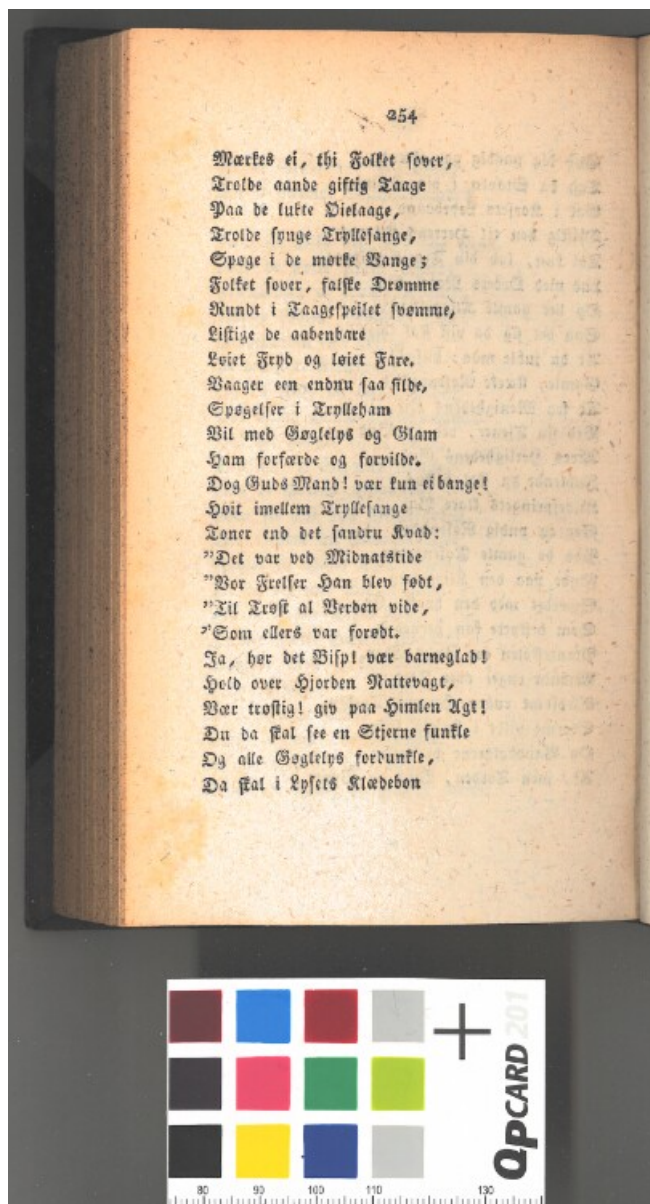 254
Mærkes ei, thi Folket sover,
Trolde aande giftig Taage
Paa de lukte Øielaage,
Trolde synge Tryllesange,
Spøge i de mørke Vange;
Folket sover, falske Drømme
Rundt i Taagespeilet svømme,
Listige de aabenbare
Løiet Fryd og løiet Fare.
Vaager een endnu saa silde,
Spøgelser i Trylleham
Vil med Gøglelys og Glam
Ham forfærde og forvilde.
Dog Guds Mand! vær kun ei bange!
Høit imellem Tryllesange
Toner end det sandru Kvad:
"Det var ved Midnatstide
"Vor Frelser Han blev født,
"Til Trøst al Verden vide,
"Som ellers var forødt.
Ja, hør det Bisp! vær barneglad!
Hold over Hjorden Nattevagt,
Vær trøstig! giv paa Himlen Agt!
Du da skal see en Stjerne funkle
Og alle Gøglelys fordunkle,
Da skal i Lysets Klædebon
QPCARD 201
80 90 100 110 130